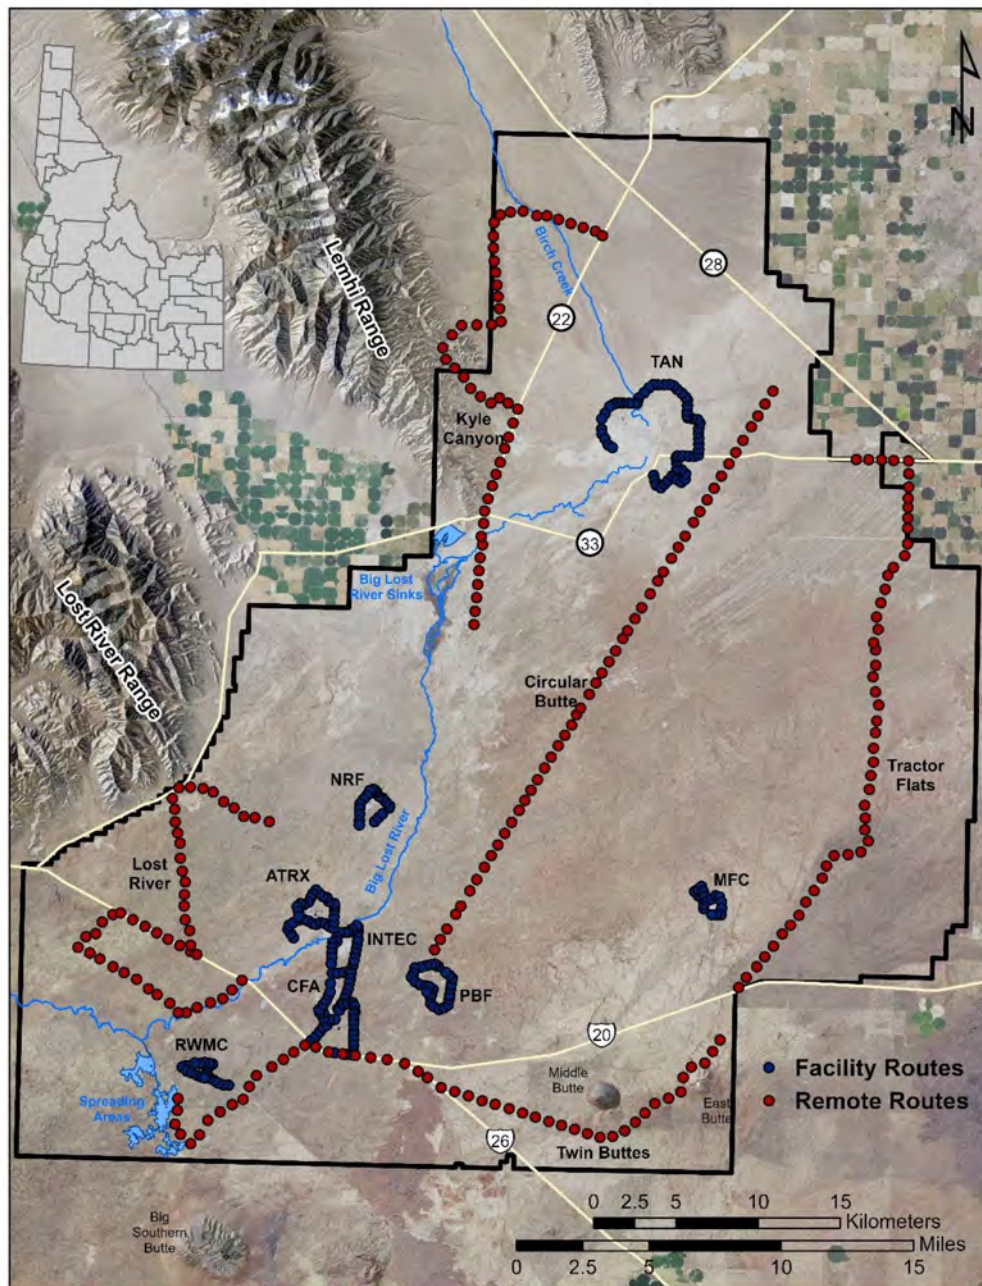 N
Lemhi Range
Birch Creek
28
22
TAN
Kyle
Canyon
33
Big Lost
River Sinks
Lost River Range
Circular
Butte
Tractor
Flats
NRF
Big Lost River
Lost
River
ATRX
MFC
INTEC
CFA
PBF
RWMC
20
Facility Routes
Middle
Butte
Spreading
Areas
East
Butte
Remote Routes
26
Twin Buttes
Big
Southern
Butte
0 2.5 5 10 15
Kilometers
Miles
0 2.5 5 10 15